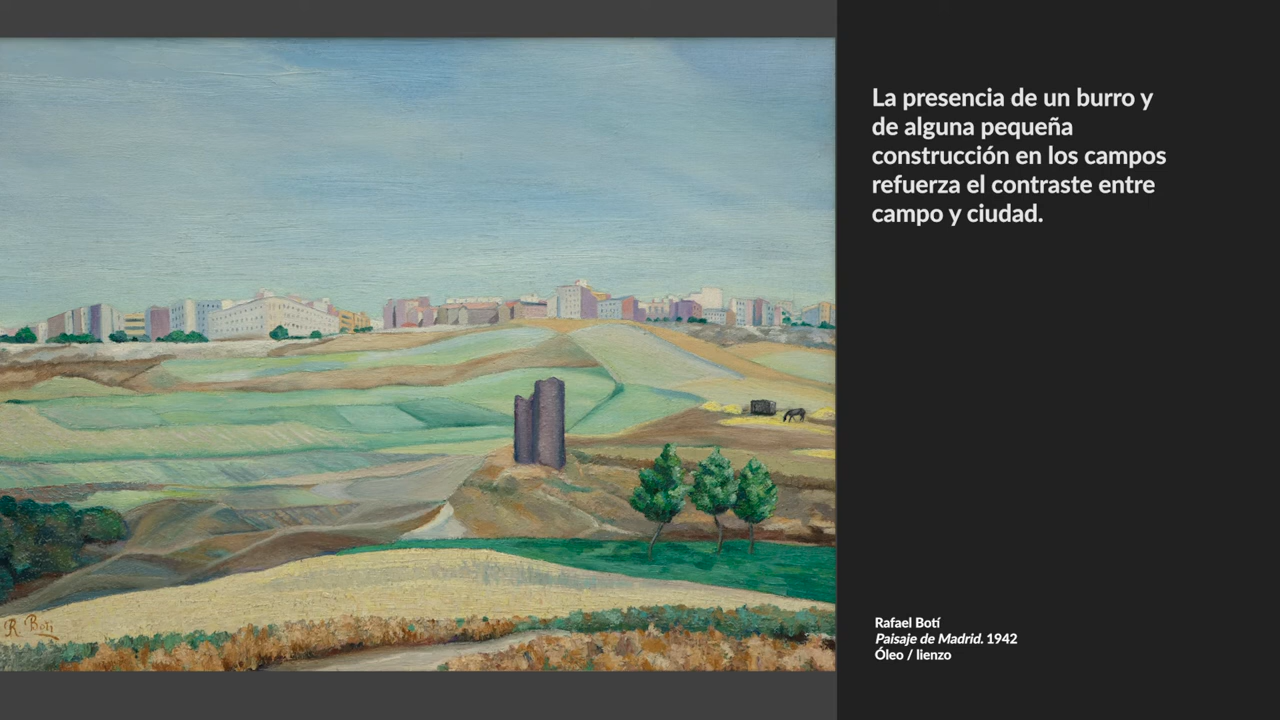 La presencia de un burro y
de alguna pequeña
construcción en los campos
refuerza el contraste entre
campo y ciudad.
R. Botí
Rafael Botí
Paisaje de Madrid. 1942
Óleo / lienzo